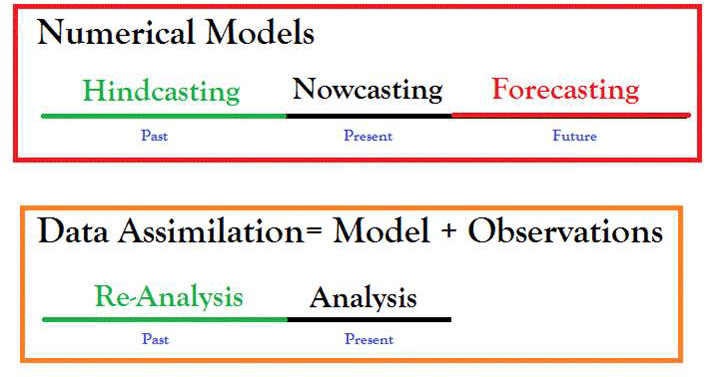 Numerical Models
Hindcasting Nowcasting Forecasting
Past Present Future
Data Assimilation= Model + Observations
Re-Analysis Analysis
Past Present